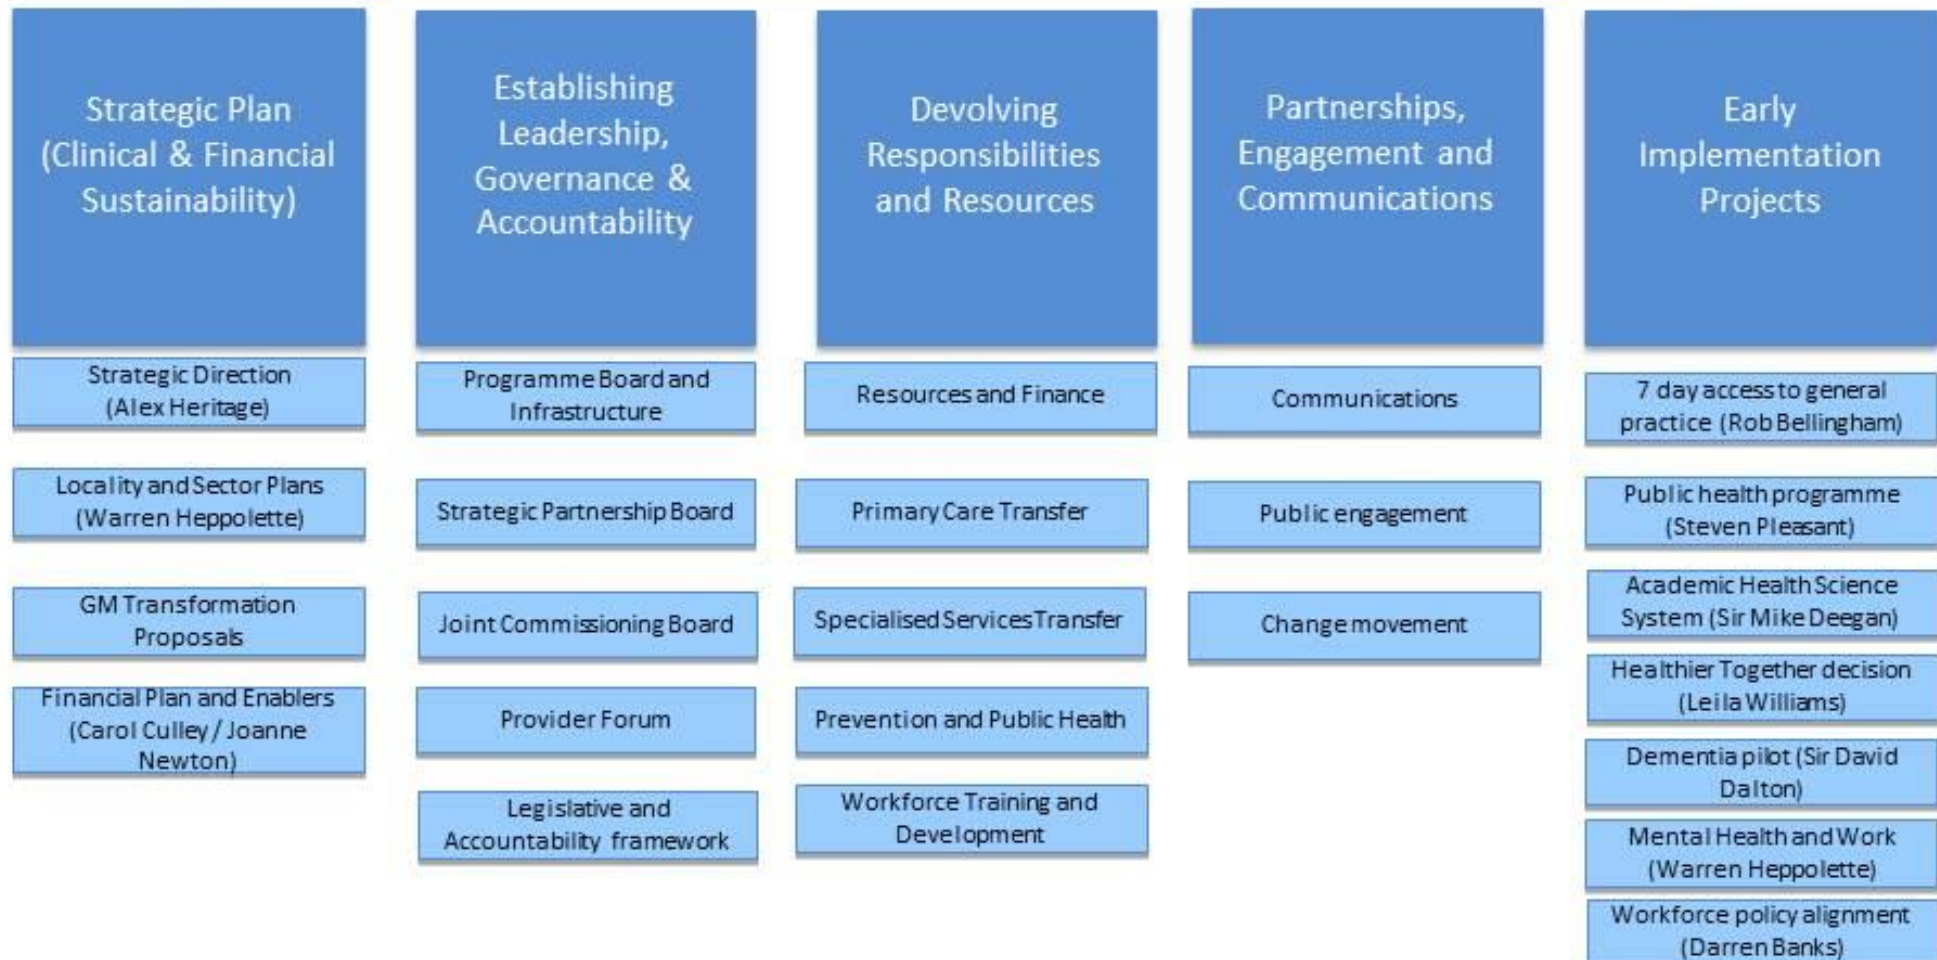 Strategic Plan
(Clinical & Financial
Sustainability)
Strategic Direction
(Alex Heritage)
Locality and Sector Plans
(Warren Heppolette)
GM Transformation
Proposals
Financial Plan and Enablers
(Carol Culley / Joanne
Newton)
Establishing
Leadership,
Governance &
Accountability
Programme Board and
Infrastructure
Strategic Partnership Board
Joint Commissioning Board
Provider Forum
Legislative and
Accountability framework
Devolving
Responsibilities
and Resources
Resources and Finance
Primary Care Transfer
Specialised Services Transfer
Prevention and Public Health
Workforce Training and
Development
Partnerships,
Engagement and
Communications
Communications
Public engagement
Change movement
Early
Implementation
Projects
7 day access to general
practice (Rob Bellingham)
Public health programme
(Steven Pleasant)
Academic Health Science
System (Sir Mike Deegan)
Healthier Together decision
(Leila Williams)
Dementia pilot (Sir David
Dalton)
Mental Health and Work
(Warren Heppolette)
Workforce policy alignment
(Darren Banks)